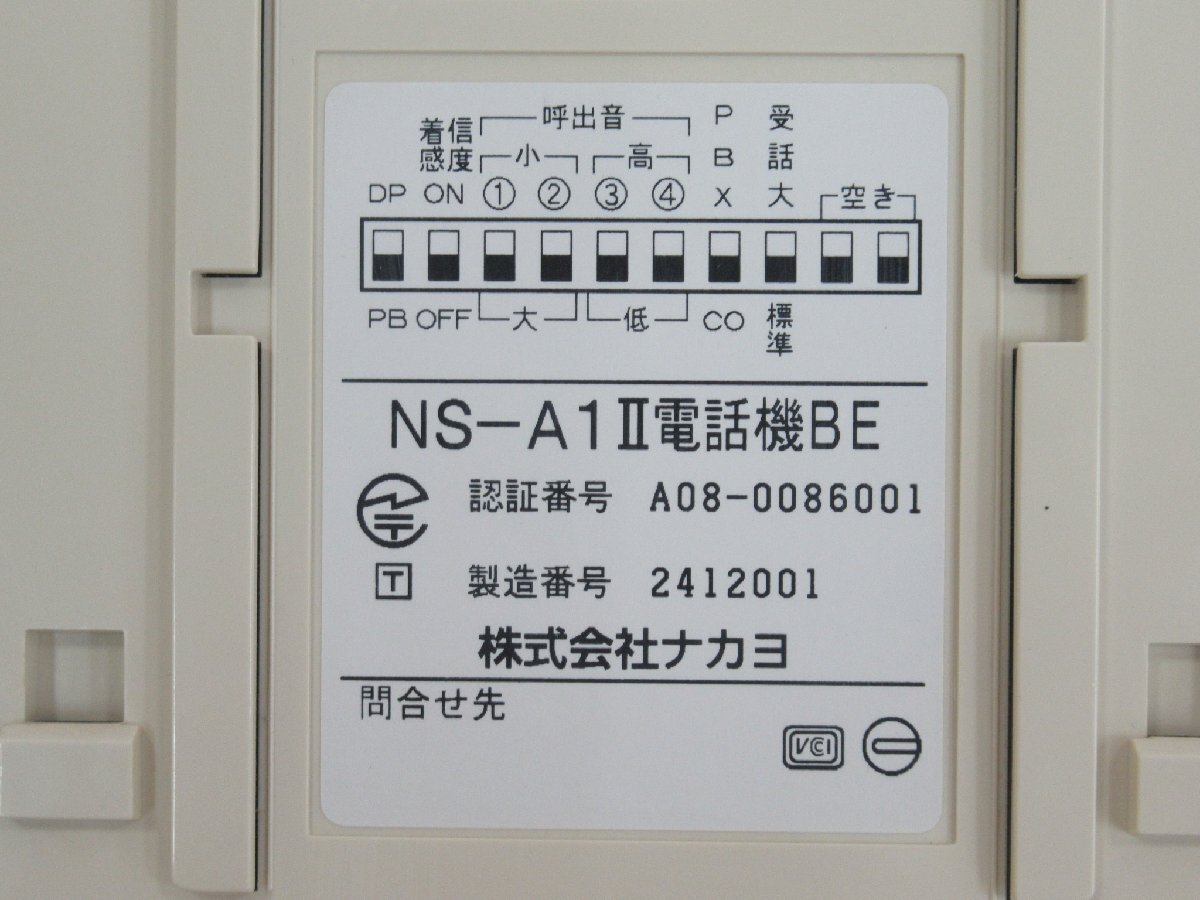 着信感度 呼出音 P B X 受話大
小 高
DP ON ① ② ③ ④ 空き
PB OFF 大 低 CO 標準
NS-A1Ⅱ電話機BE
認証番号 A08-0086001
T 製造番号 2412001
株式会社ナカヨ
問合せ先
VCCI